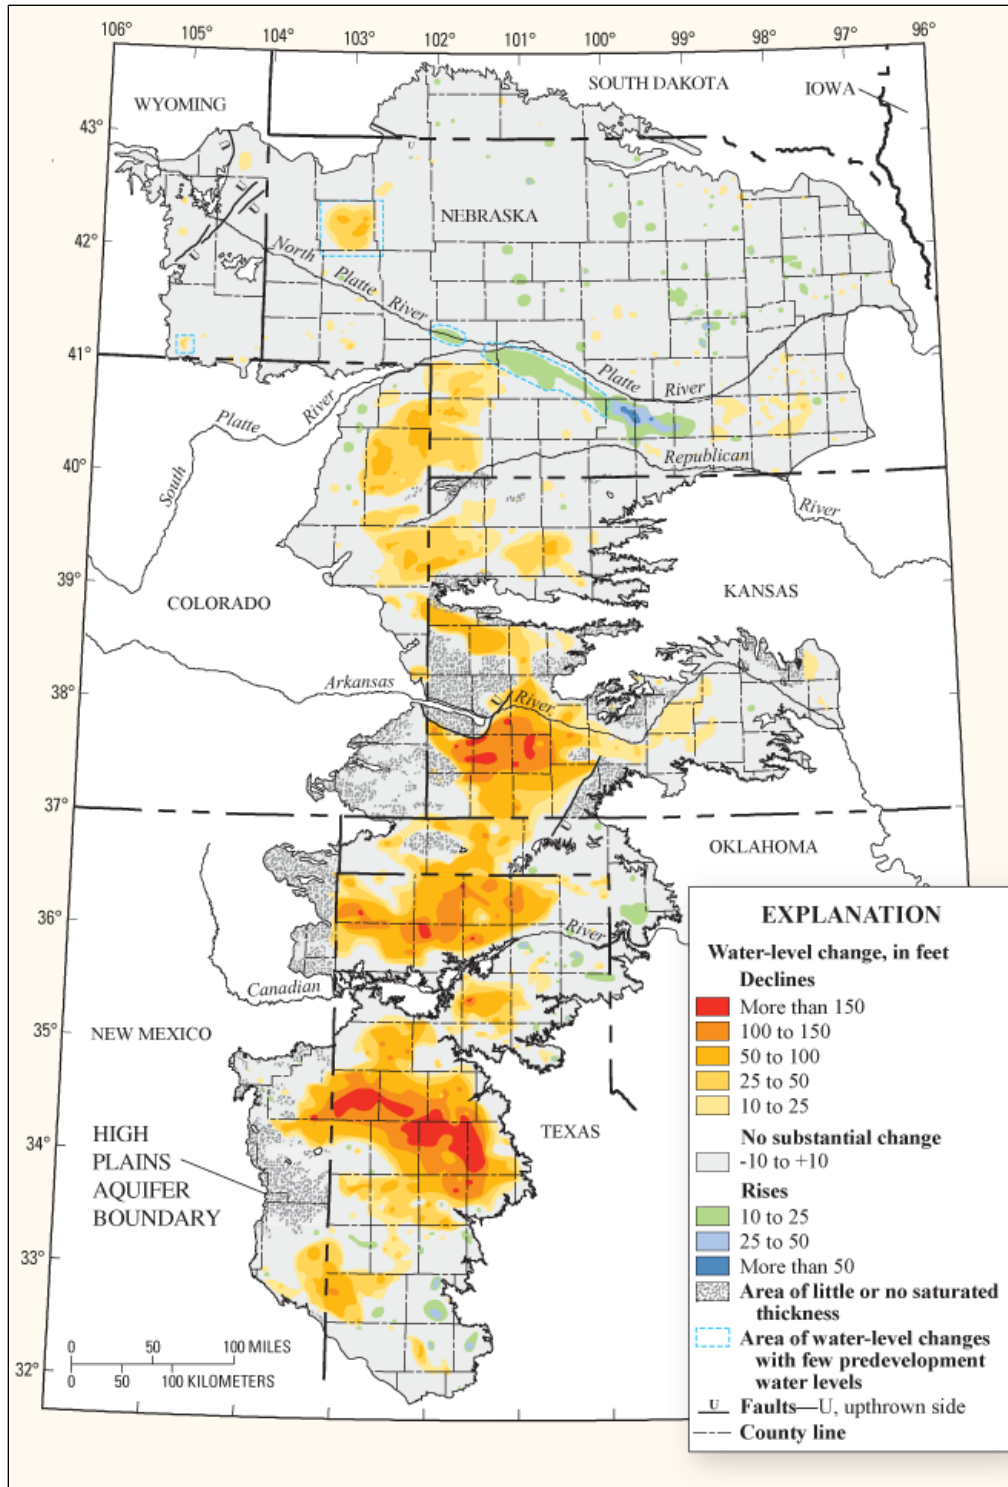 106° 105° 104° 103° 102° 101° 100° 99° 98° 97° 96°
SOUTH DAKOTA
IOWA
WYOMING
43°
U
U
U
U
NEBRASKA
42°
North Platte River
41°
Platte River
South Platte River
Republican River
40°
39°
COLORADO
KANSAS
Arkansas River
U
38°
37°
U
OKLAHOMA
36°
River
Canadian
35°
NEW MEXICO
TEXAS
34°
HIGH
PLAINS
AQUIFER
BOUNDARY
33°
32°
0 50 100 MILES
0 50 100 KILOMETERS
EXPLANATION
Water-level change, in feet
Declines
More than 150
100 to 150
50 to 100
25 to 50
10 to 25
No substantial change
-10 to +10
Rises
10 to 25
25 to 50
More than 50
Area of little or no saturated
thickness
Area of water-level changes
with few predevelopment
water levels
U Faults—U, upthrown side
County line